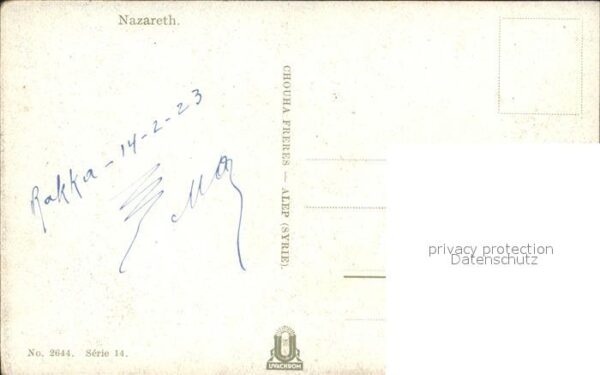 Nazareth.
Rakka - 14-2-23
CHOUHA FRERES — ALEP (SYRIE).
privacy protection
Datenschutz
No. 2644. Série 14.
U
UVACHROM